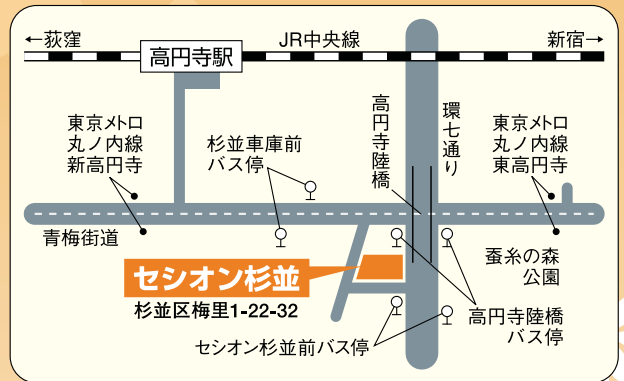 ←荻窪
高円寺駅
JR中央線
新宿→
東京メトロ
丸ノ内線
新高円寺
杉並車庫前
バス停
高円寺陸橋
環七通り
東京メトロ
丸ノ内線
東高円寺
青梅街道
蚕糸の森
公園
セシオン杉並
杉並区梅里1-22-32
高円寺陸橋
バス停
セシオン杉並前バス停